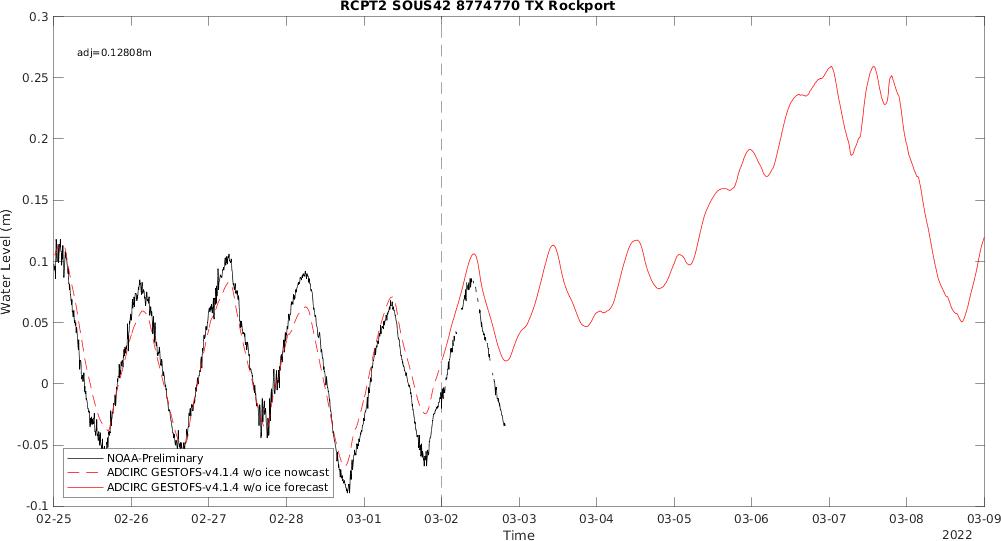 RCPT2 SOUS42 8774770 TX Rockport
adj=0.12808m
0.3
0.25
0.2
0.15
0.1
0.05
0
-0.05
-0.1
Water Level (m)
NOAA-Preliminary
ADCIRC GESTOFS-v4.1.4 w/o ice nowcast
ADCIRC GESTOFS-v4.1.4 w/o ice forecast
02-25 02-26 02-27 02-28 03-01 03-02 03-03 03-04 03-05 03-06 03-07 03-08 03-09
Time
2022